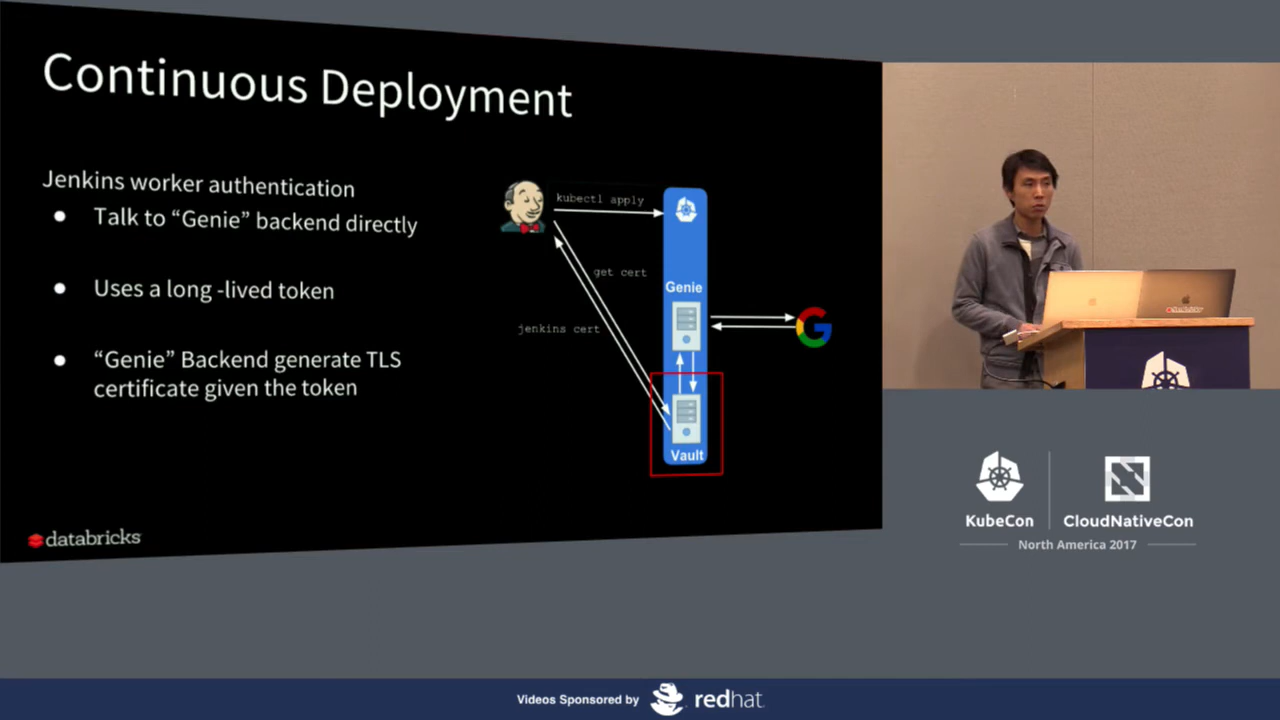 Continuous Deployment
Jenkins worker authentication
Talk to “Genie” backend directly
Uses a long -lived token
“Genie” Backend generate TLS
certificate given the token
kubectl apply
get cert
jenkins cert
Genie
Vault
databricks
KubeCon
CloudNativeCon
North America 2017
Videos Sponsored by
redhat